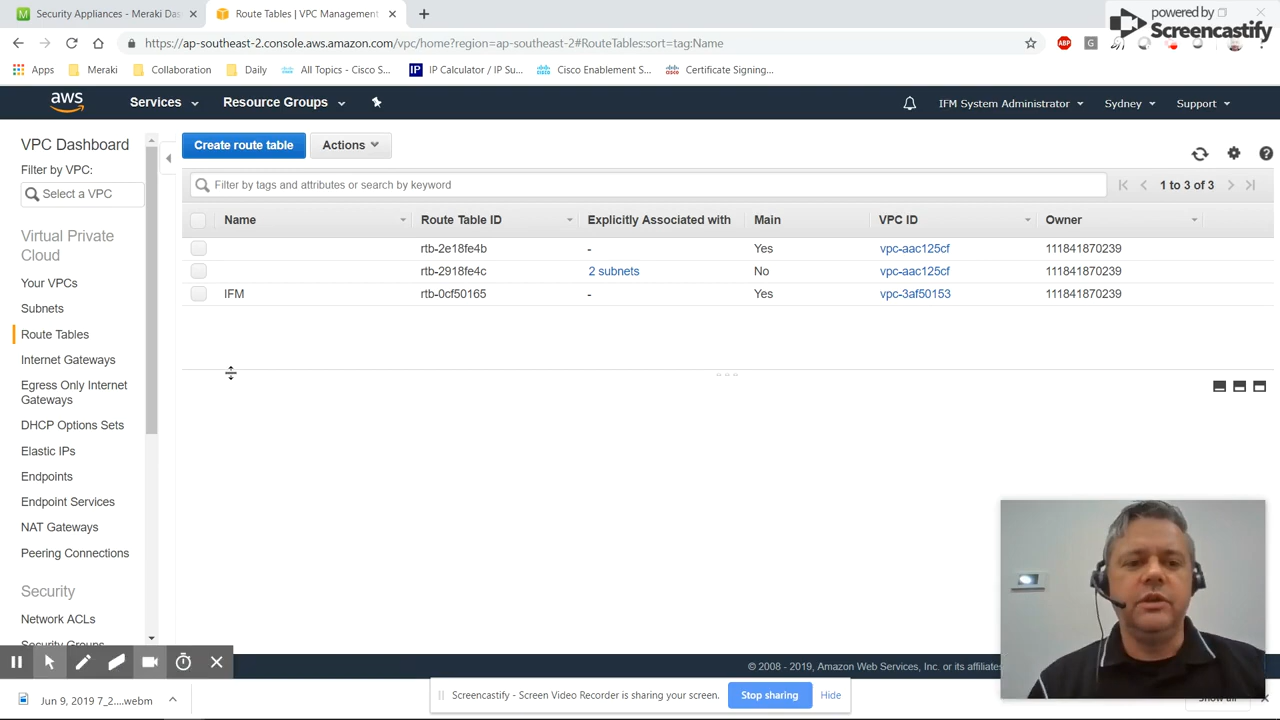 Security Appliances - Meraki Das
Route Tables | VPC Management
powered by
Screencastify
https://ap-southeast-2.console.aws.amazon.com/vpc/home?region=ap-southeast-2#RouteTables:sort=tag:Name
Apps
Meraki
Collaboration
Daily
All Topics - Cisco S...
IP Calculator / IP Su...
Cisco Enablement S...
Certificate Signing...
aws
Services
Resource Groups
IFM System Administrator
Sydney
Support
VPC Dashboard
Filter by VPC:
Select a VPC
Virtual Private
Cloud
Your VPCs
Subnets
Route Tables
Internet Gateways
Egress Only Internet
Gateways
DHCP Options Sets
Elastic IPs
Endpoints
Endpoint Services
NAT Gateways
Peering Connections
Security
Network ACLs
Security Groups
Create route table
Actions
Filter by tags and attributes or search by keyword
1 to 3 of 3
Name Route Table ID Explicitly Associated with Main VPC ID Owner
rtb-2e18fe4b - Yes vpc-aac125cf 111841870239
rtb-2918fe4c 2 subnets No vpc-aac125cf 111841870239
IFM rtb-0cf50165 - Yes vpc-3af50153 111841870239
© 2008 - 2019, Amazon Web Services, Inc. or its affiliates
Jun 9, 2019 7_2....webm
Screencastify - Screen Video Recorder is sharing your screen.
Stop sharing
Hide
Show all